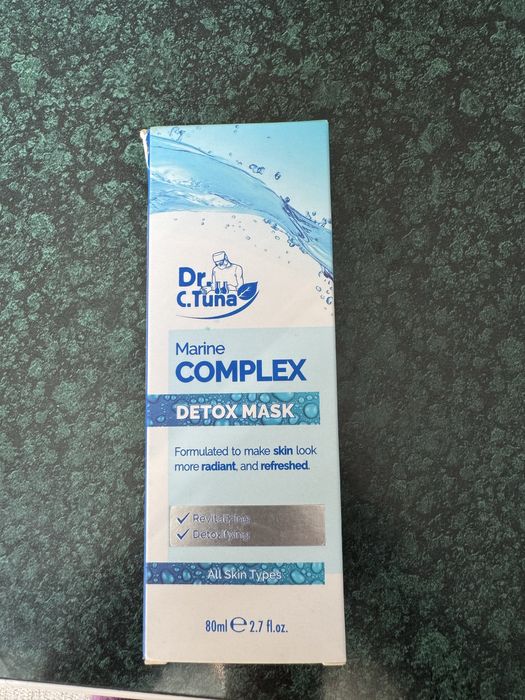 Dr.
C.Tuna
Marine
COMPLEX
DETOX MASK
Formulated to make skin look
more radiant, and refreshed.
✓ Revitalizing
✓ Detoxifying
All Skin Types
80ml ℮ 2.7 fl.oz.